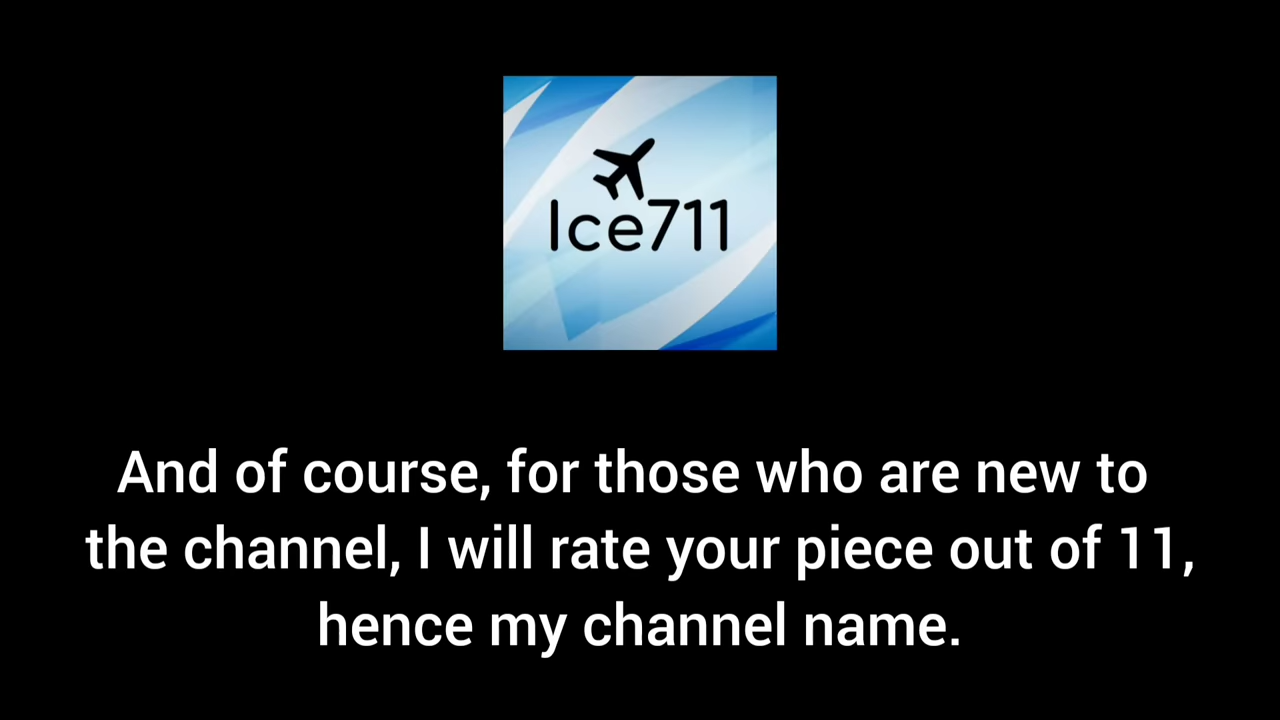 Ice711
And of course, for those who are new to
the channel, I will rate your piece out of 11,
hence my channel name.